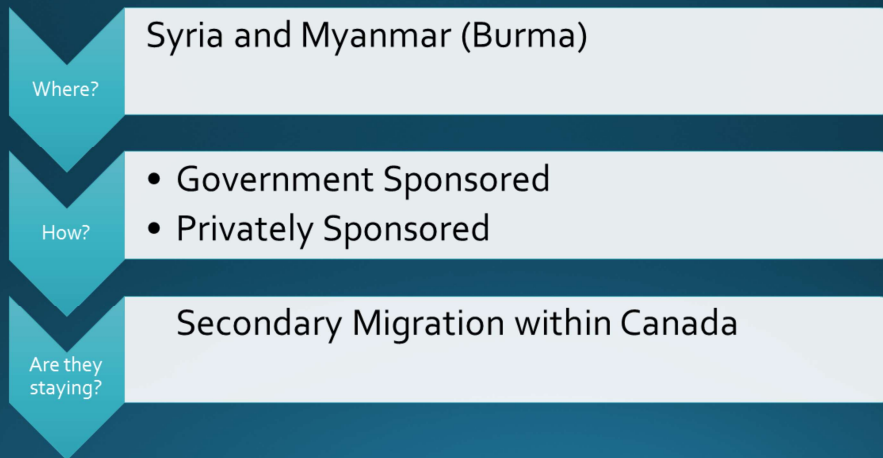 Where?
Syria and Myanmar (Burma)
How?
• Government Sponsored
• Privately Sponsored
Are they
staying?
Secondary Migration within Canada